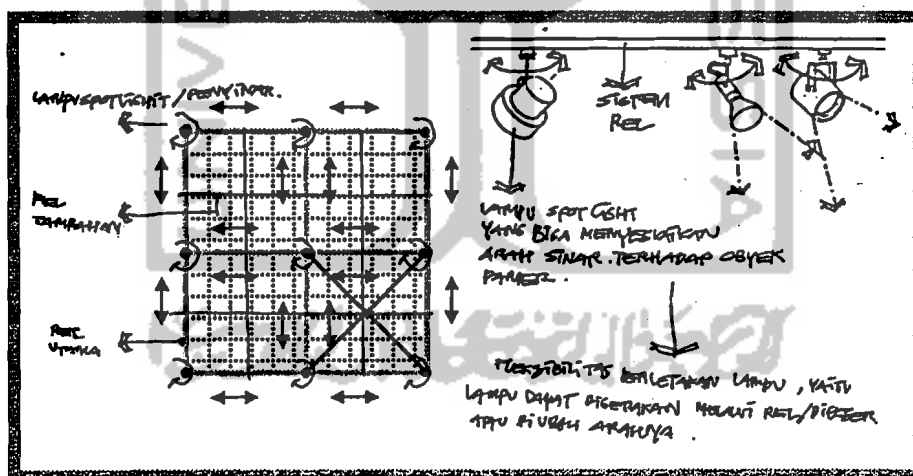 LAMPU SPOTLIGHT / PENYINAR.
REL
TAMBAHAN
REL
UTAMA
SISTEM
REL
LAMPU SPOTLIGHT
YANG BISA MENYESUAIKAN
ARAH SINAR TERHADAP OBYEK
PAMER.
FLEKSIBILITAS PELETAKAN LAMPU, YAITU
LAMPU DAPAT DIGERAKAN MELALUI REL/DIGESER
ATAU DIUBAH ARAHNYA.